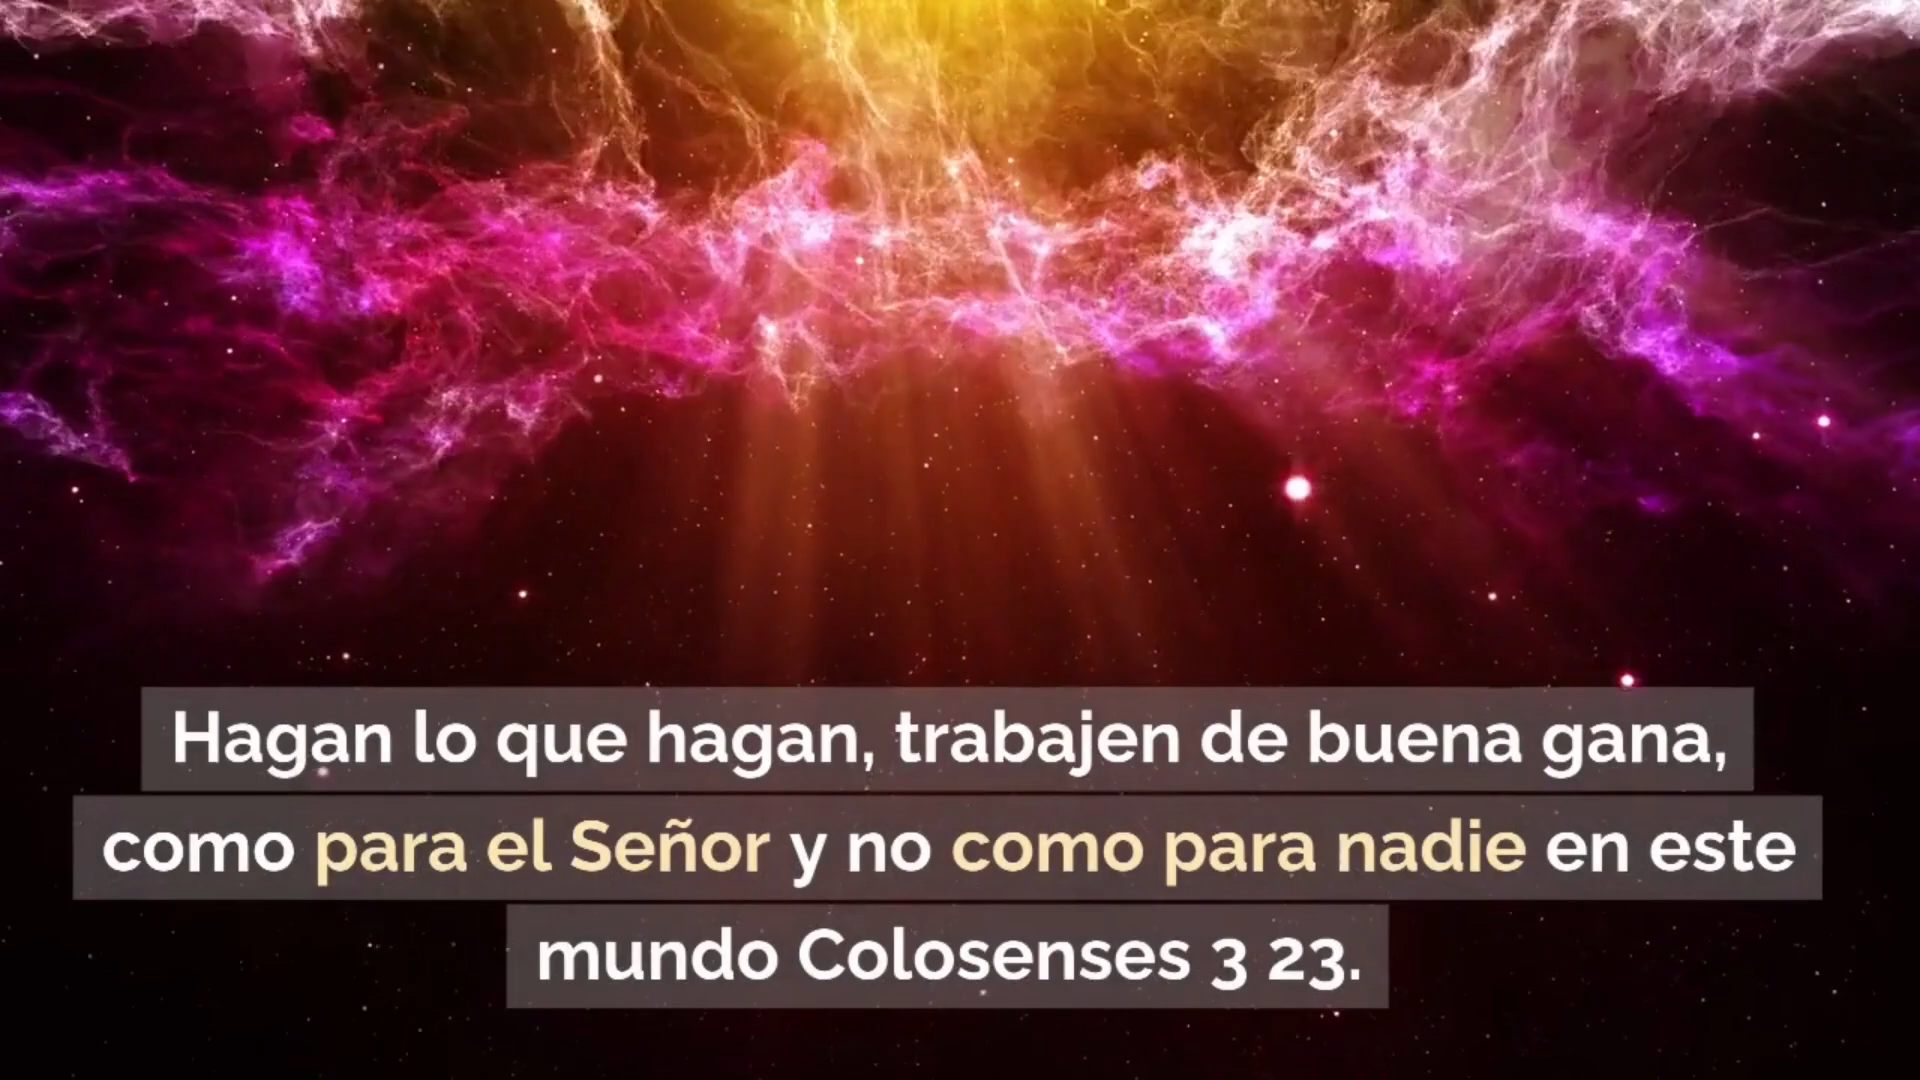 Hagan lo que hagan, trabajen de buena gana,
como para el Señor y no como para nadie en este
mundo Colosenses 3 23.